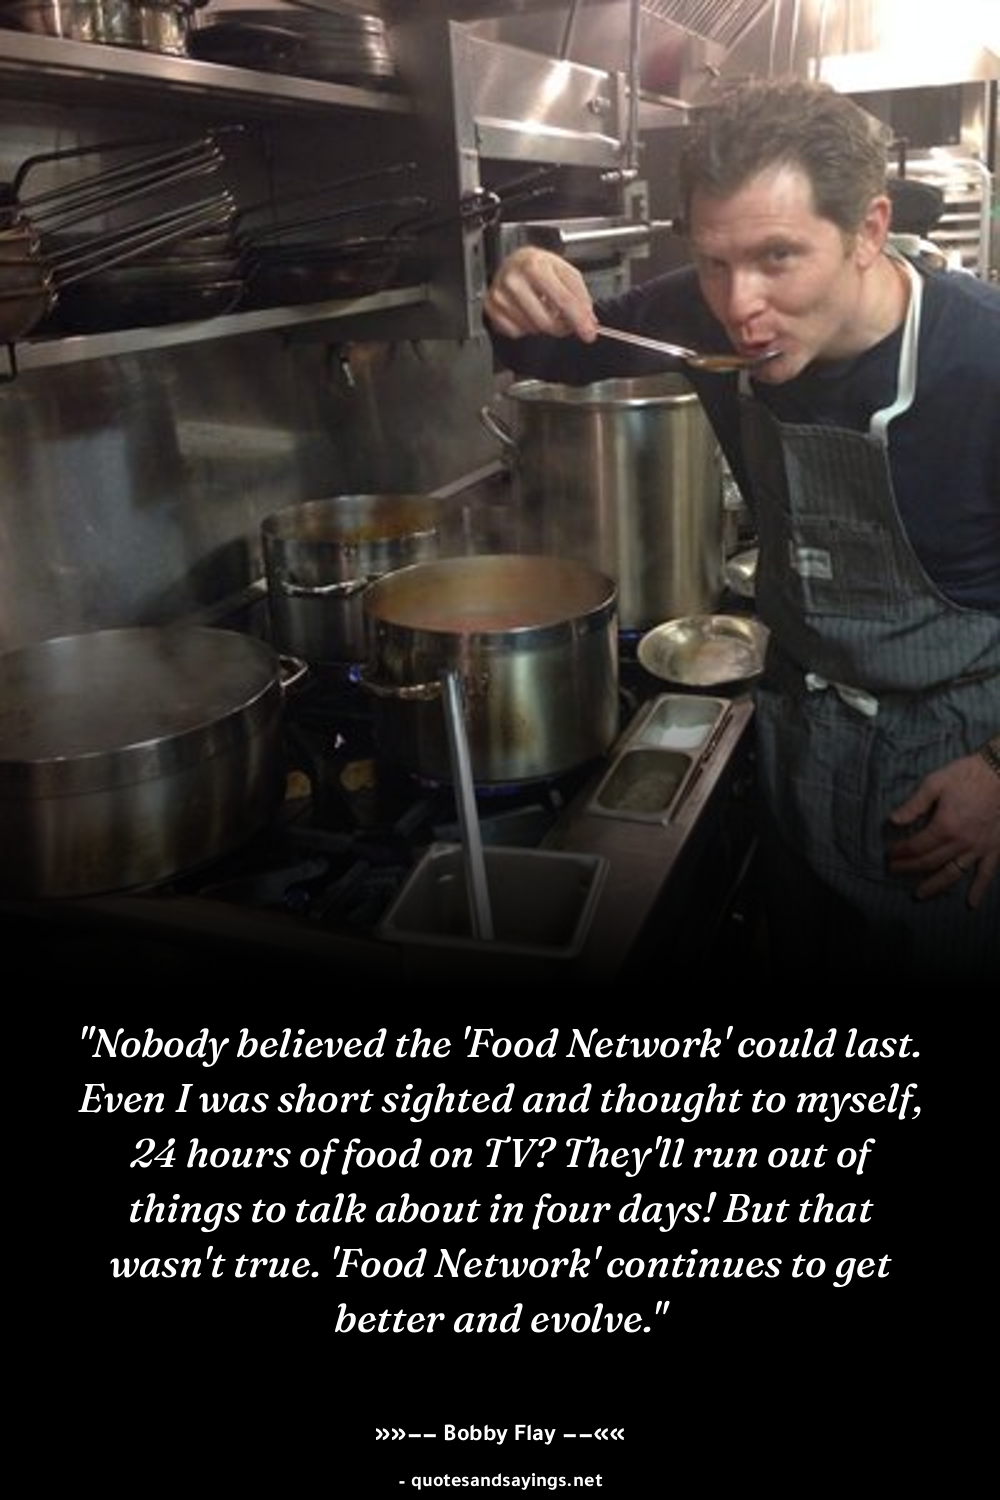 "Nobody believed the 'Food Network' could last.
Even I was short sighted and thought to myself,
24 hours of food on TV? They'll run out of
things to talk about in four days! But that
wasn't true. 'Food Network' continues to get
better and evolve."
»»–– Bobby Flay ––««
- quotesandsayings.net